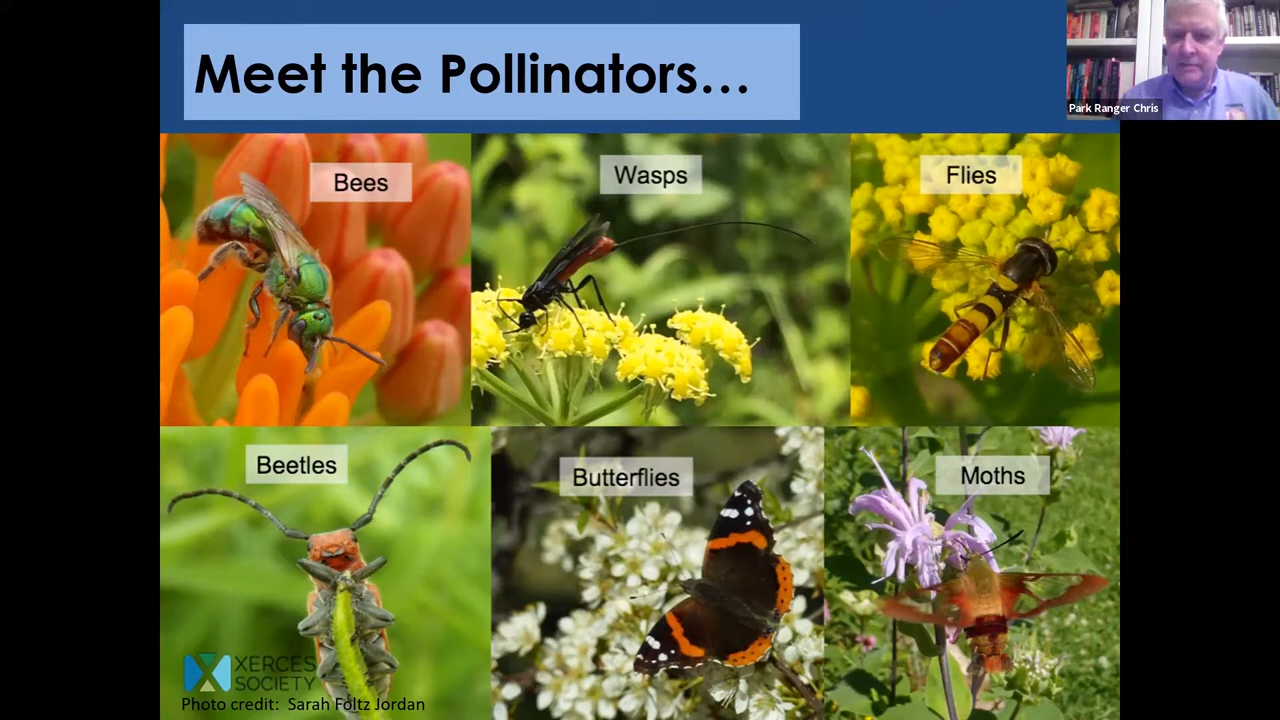 Meet the Pollinators...
Park Ranger Chris
Bees
Wasps
Flies
Beetles
Butterflies
Moths
XERCES
SOCIETY
Photo credit: Sarah Foltz Jordan